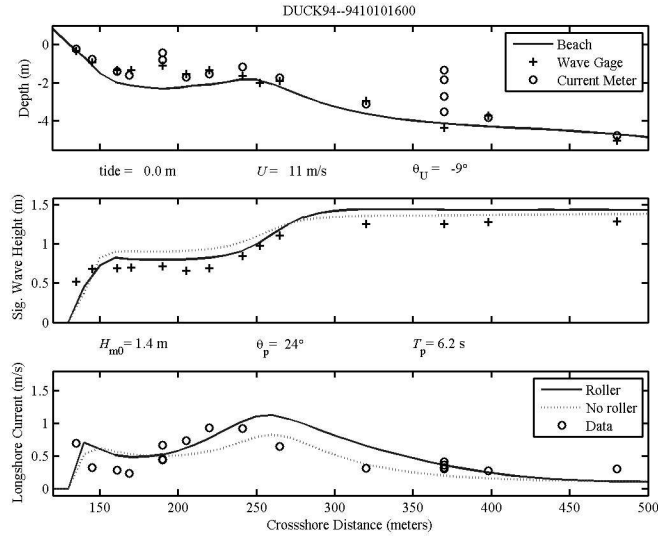 DUCK94--9410101600
0
-2
-4
Depth (m)
Beach
Wave Gage
Current Meter
tide = 0.0 m U = 11 m/s θU = -9°
1.5
1
0.5
0
Sig. Wave Height (m)
Hm0 = 1.4 m θp = 24° Tp = 6.2 s
1.5
1
0.5
0
Longshore Current (m/s)
Roller
No roller
Data
150 200 250 300 350 400 450 500
Crossshore Distance (meters)